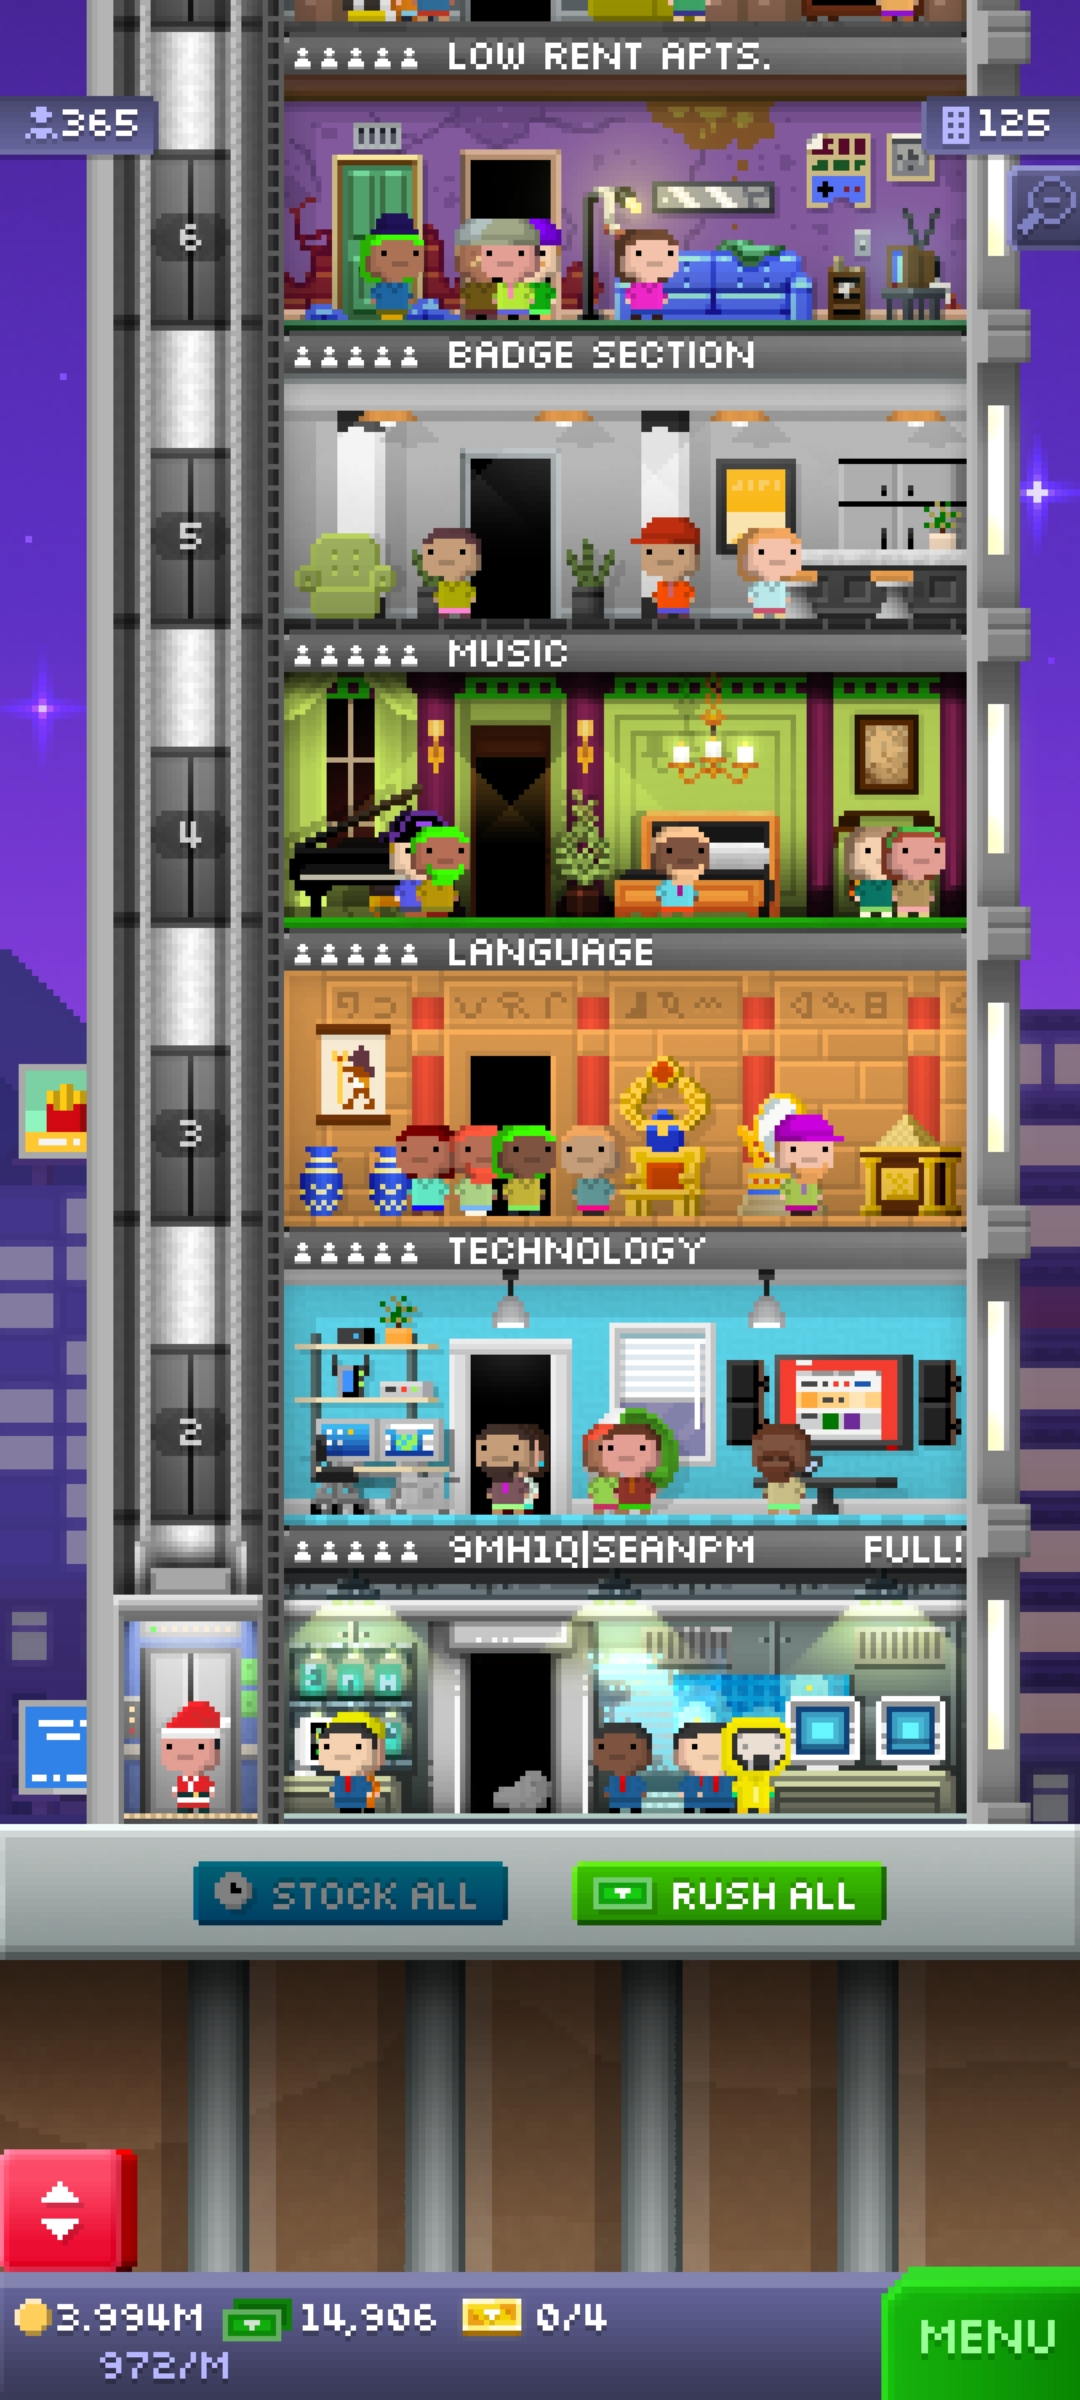 LOW RENT APTS.
365
125
6
BADGE SECTION
5
MUSIC
4
LANGUAGE
3
TECHNOLOGY
2
9MH1Q|SEANPM FULL!
STOCK ALL
RUSH ALL
3.994M 14,906 0/4
972/M
MENU